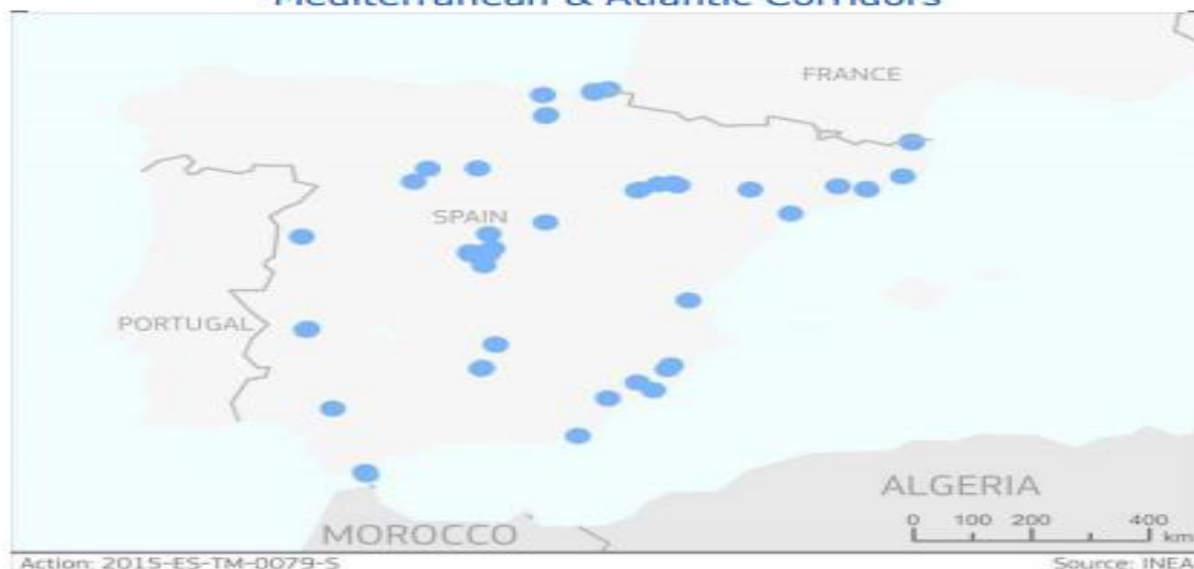 Mediterranean & Atlantic Corridors
FRANCE
SPAIN
PORTUGAL
ALGERIA
MOROCCO
0 100 200 400
km
Action: 2015-ES-TM-0079-S
Source: INEA